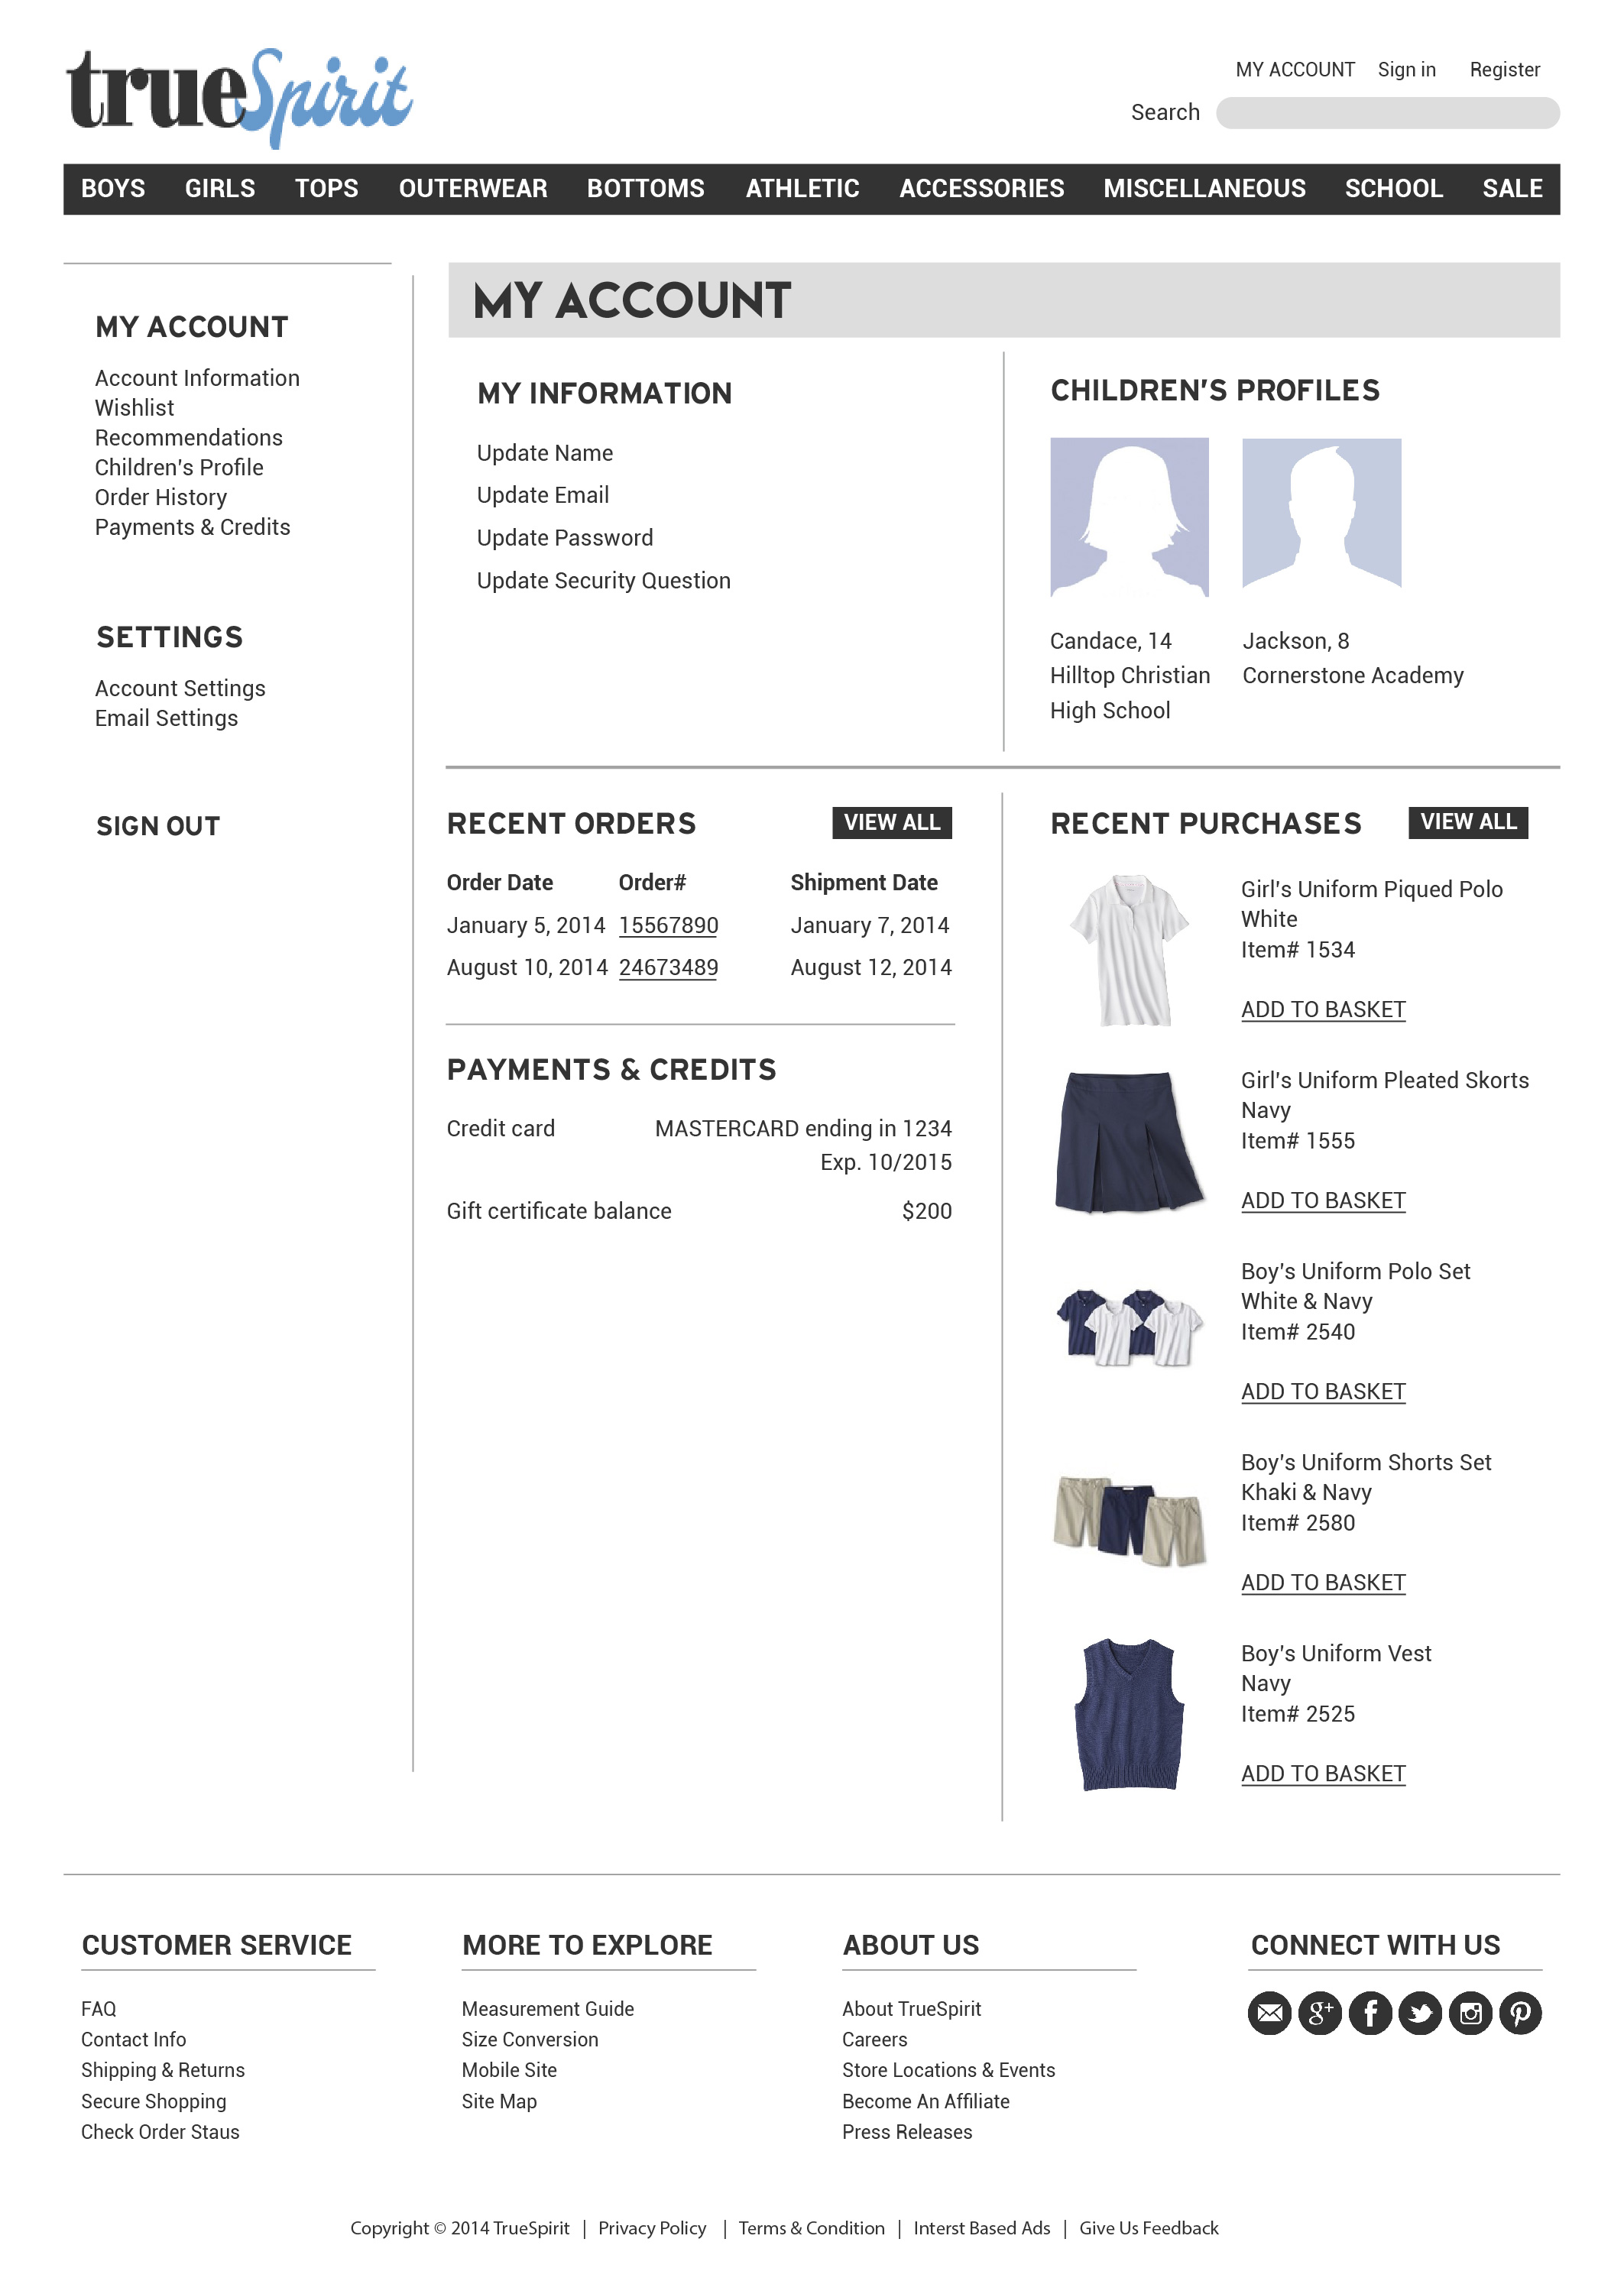 trueSpirit
MY ACCOUNT Sign in Register
Search
BOYS GIRLS TOPS OUTERWEAR BOTTOMS ATHLETIC ACCESSORIES MISCELLANEOUS SCHOOL SALE
MY ACCOUNT
Account Information
Wishlist
Recommendations
Children's Profile
Order History
Payments & Credits
SETTINGS
Account Settings
Email Settings
SIGN OUT
MY ACCOUNT
MY INFORMATION
Update Name
Update Email
Update Password
Update Security Question
CHILDREN'S PROFILES
Candace, 14
Hilltop Christian
High School
Jackson, 8
Cornerstone Academy
RECENT ORDERS VIEW ALL
Order Date Order# Shipment Date
January 5, 2014 15567890 January 7, 2014
August 10, 2014 24673489 August 12, 2014
PAYMENTS & CREDITS
Credit card MASTERCARD ending in 1234
Exp. 10/2015
Gift certificate balance $200
RECENT PURCHASES VIEW ALL
Girl's Uniform Piqued Polo
White
Item# 1534
ADD TO BASKET
Girl's Uniform Pleated Skorts
Navy
Item# 1555
ADD TO BASKET
Boy's Uniform Polo Set
White & Navy
Item# 2540
ADD TO BASKET
Boy's Uniform Shorts Set
Khaki & Navy
Item# 2580
ADD TO BASKET
Boy's Uniform Vest
Navy
Item# 2525
ADD TO BASKET
CUSTOMER SERVICE
FAQ
Contact Info
Shipping & Returns
Secure Shopping
Check Order Staus
MORE TO EXPLORE
Measurement Guide
Size Conversion
Mobile Site
Site Map
ABOUT US
About TrueSpirit
Careers
Store Locations & Events
Become An Affiliate
Press Releases
CONNECT WITH US
Copyright © 2014 TrueSpirit | Privacy Policy | Terms & Condition | Interst Based Ads | Give Us Feedback